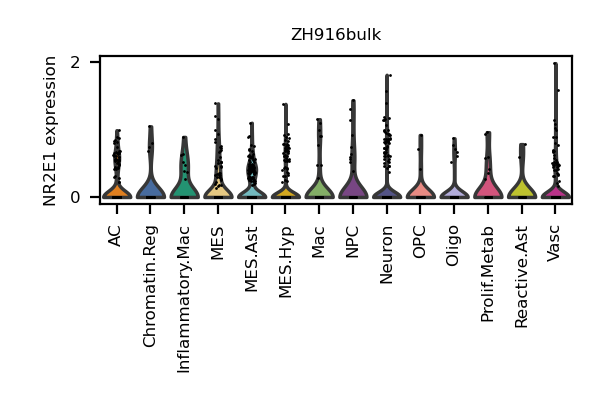 ZH916bulk
NR2E1 expression
2
0
AC
Chromatin.Reg
Inflammatory.Mac
MES
MES.Ast
MES.Hyp
Mac
NPC
Neuron
OPC
Oligo
Prolif.Metab
Reactive.Ast
Vasc